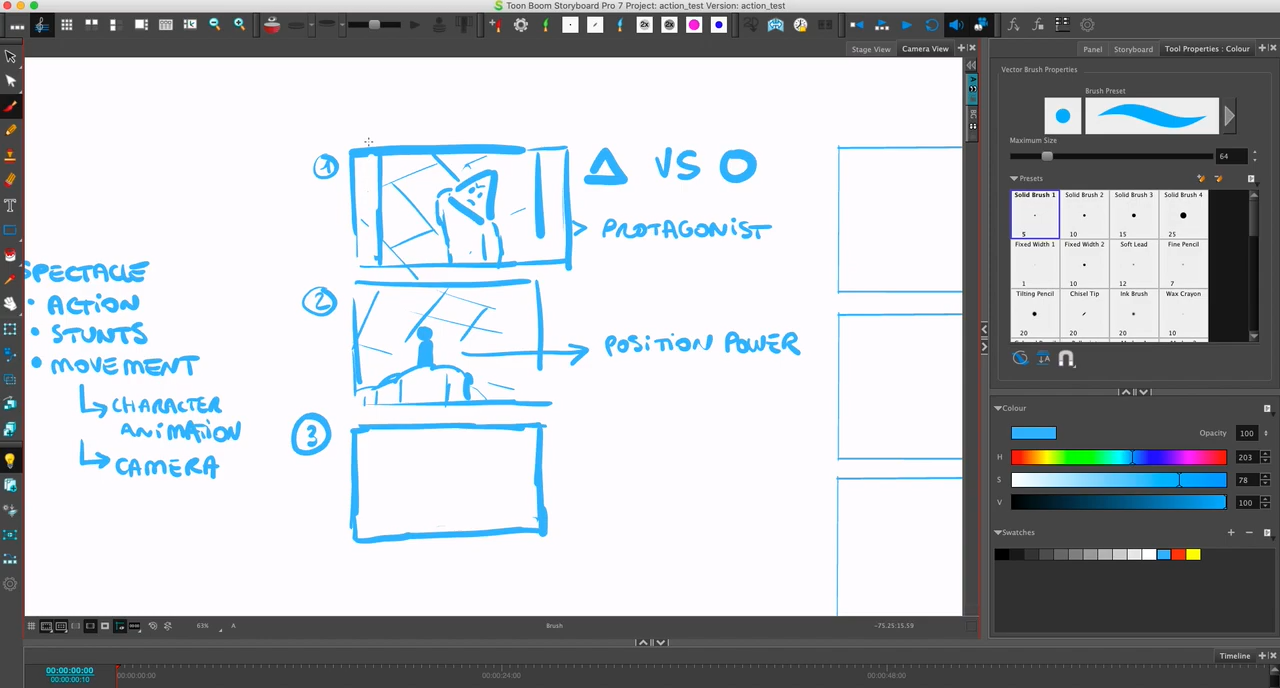 Toon Boom Storyboard Pro 7 Project: action_test Version: action_test
Stage View
Camera View
Panel
Storyboard
Tool Properties : Colour
Vector Brush Properties
Brush Preset
Maximum Size
64
Presets
Solid Brush 1
Solid Brush 2
Solid Brush 3
Solid Brush 4
5
10
15
25
Fixed Width 1
Fixed Width 2
Soft Lead
Fine Pencil
1
10
12
7
Tilting Pencil
Chisel Tip
Ink Brush
Wax Crayon
20
20
20
10
Colour
Opacity
100
H
203
S
78
V
100
Swatches
1
Δ VS O
> PROTAGONIST
SPECTACLE
• ACTION
• STUNTS
• MOVEMENT
CHARACTER
ANIMATION
CAMERA
2
POSITION POWER
3
63%
A
Brush
-75.25:15.59
Timeline
00:00:00:00
00:00:00:10
00:00:00:00
00:00:24:00
00:00:48:00